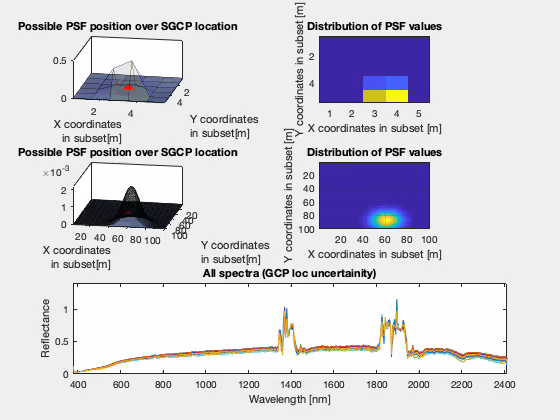 Possible PSF position over SGCP location
Distribution of PSF values
0.5
0
2
4
2
4
X coordinates
in subset[m]
Y coordinates
in subset[m]
Y coordinates in subset [m]
2
4
1 2 3 4 5
X coordinates in subset [m]
Possible PSF position over SGCP location
Distribution of PSF values
×10⁻³
2
1
0
20 40 60 80 100
20
40
60
80
100
X coordinates
in subset[m]
Y coordinates
in subset[m]
Y coordinates in subset [m]
20
40
60
80
100
20 40 60 80 100
X coordinates in subset [m]
All spectra (GCP loc uncertainity)
Reflectance
1
0.5
0
400 600 800 1000 1200 1400 1600 1800 2000 2200 2400
Wavelength [nm]